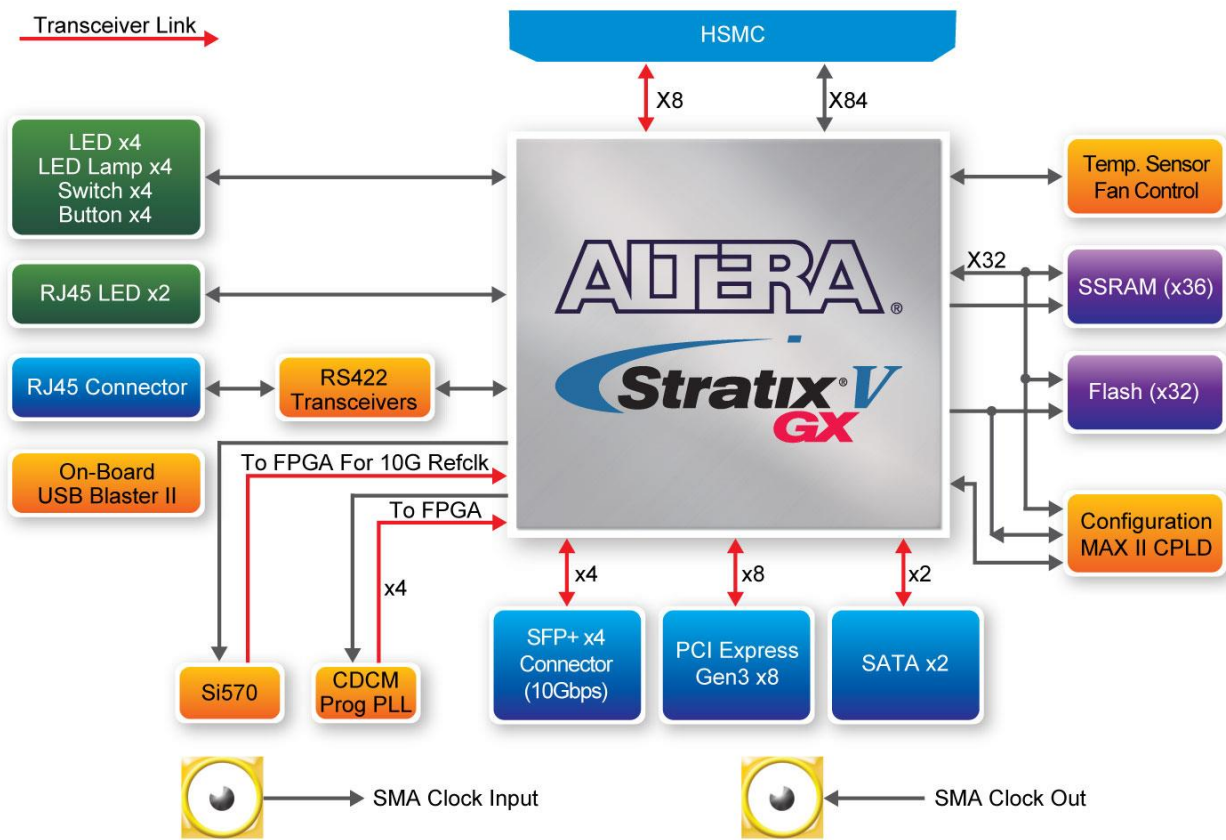 Transceiver Link
HSMC
X8
X84
LED x4
LED Lamp x4
Switch x4
Button x4
Temp. Sensor
Fan Control
ALTERA®
Stratix® V
GX
X32
SSRAM (x36)
RJ45 LED x2
RJ45 Connector
RS422
Transceivers
Flash (x32)
On-Board
USB Blaster II
To FPGA For 10G Refclk
To FPGA
x4
Configuration
MAX II CPLD
x4
x8
x2
Si570
CDCM
Prog PLL
SFP+ x4
Connector
(10Gbps)
PCI Express
Gen3 x8
SATA x2
SMA Clock Input
SMA Clock Out